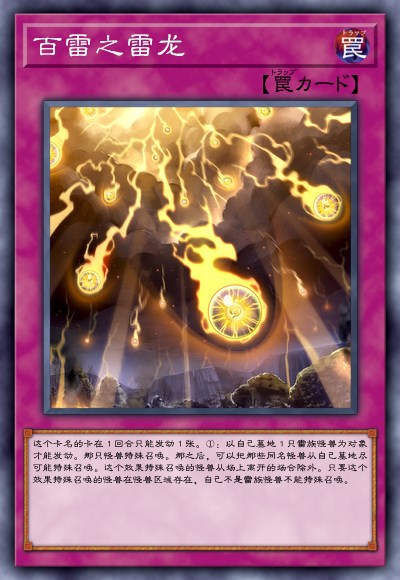 百雷之雷龙
トラップ
罠
トラップ
【罠カード】
这个卡名的卡在1回合只能发动1张。①:以自己墓地1只雷族怪兽为对象
才能发动。那只怪兽特殊召唤。那之后,可以把那些同名怪兽从自己墓地尽
可能特殊召唤。这个效果特殊召唤的怪兽从场上离开的场合除外。只要这个
效果特殊召唤的怪兽在怪兽区域存在,自己不是雷族怪兽不能特殊召唤。